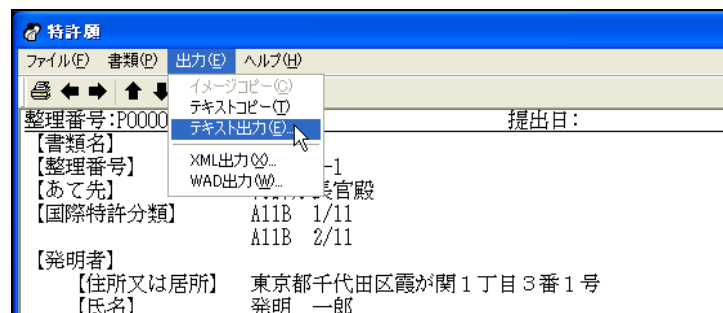 特許願
ファイル(F) 書類(P) 出力(E) ヘルプ(H)
イメージコピー(C)
テキストコピー(T)
テキスト出力(E)...
XML出力(X)...
WAD出力(W)...
整理番号:P0000 提出日:
【書類名】
【整理番号】 -1
【あて先】 長官殿
【国際特許分類】 A11B 1/11
A11B 2/11
【発明者】
【住所又は居所】 東京都千代田区霞が関1丁目3番1号
【氏名】 発明 一郎